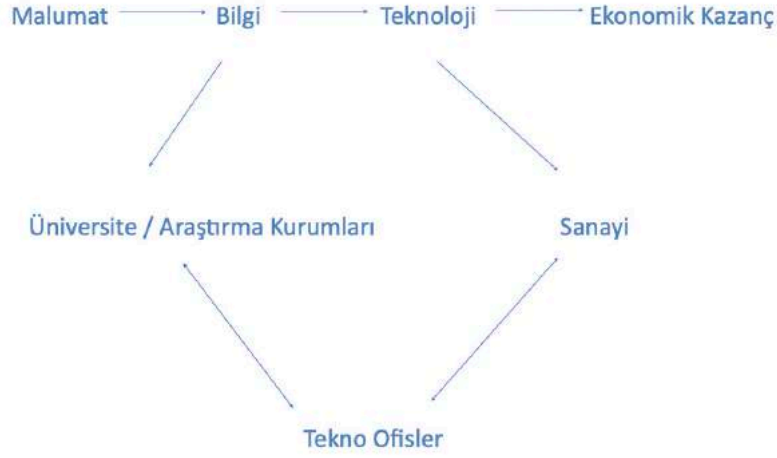 Malumat Bilgi Teknoloji Ekonomik Kazanç
Üniversite / Araştırma Kurumları Sanayi
Tekno Ofisler